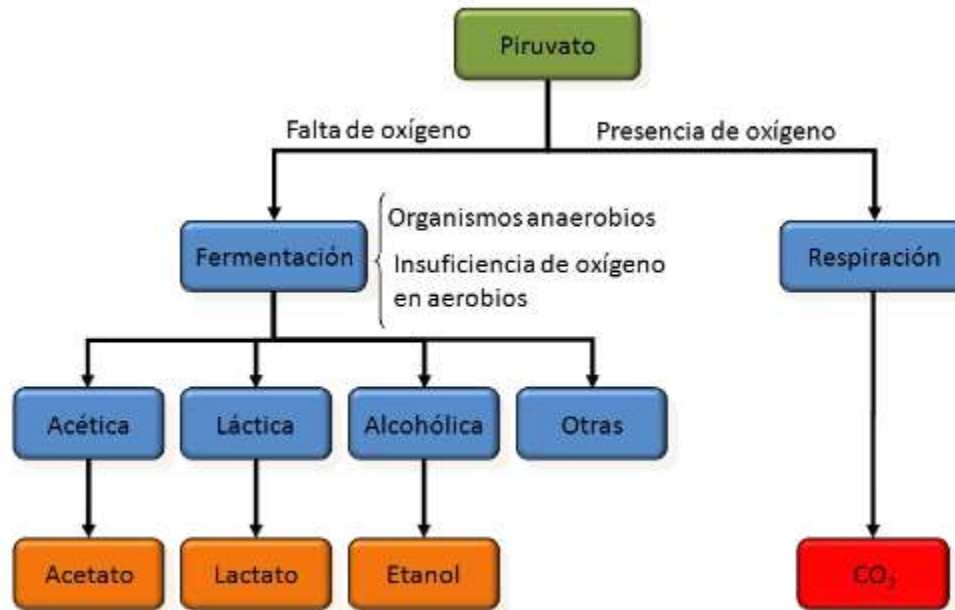 Piruvato
Falta de oxígeno
Presencia de oxígeno
Fermentación
Organismos anaerobios
Insuficiencia de oxígeno
en aerobios
Respiración
Acética
Láctica
Alcohólica
Otras
Acetato
Lactato
Etanol
CO₂